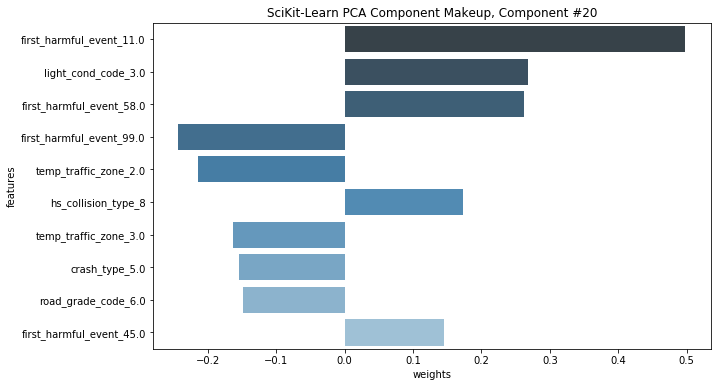 SciKit-Learn PCA Component Makeup, Component #20
first_harmful_event_11.0
light_cond_code_3.0
first_harmful_event_58.0
first_harmful_event_99.0
temp_traffic_zone_2.0
hs_collision_type_8
temp_traffic_zone_3.0
crash_type_5.0
road_grade_code_6.0
first_harmful_event_45.0
features
−0.2 −0.1 0.0 0.1 0.2 0.3 0.4 0.5
weights